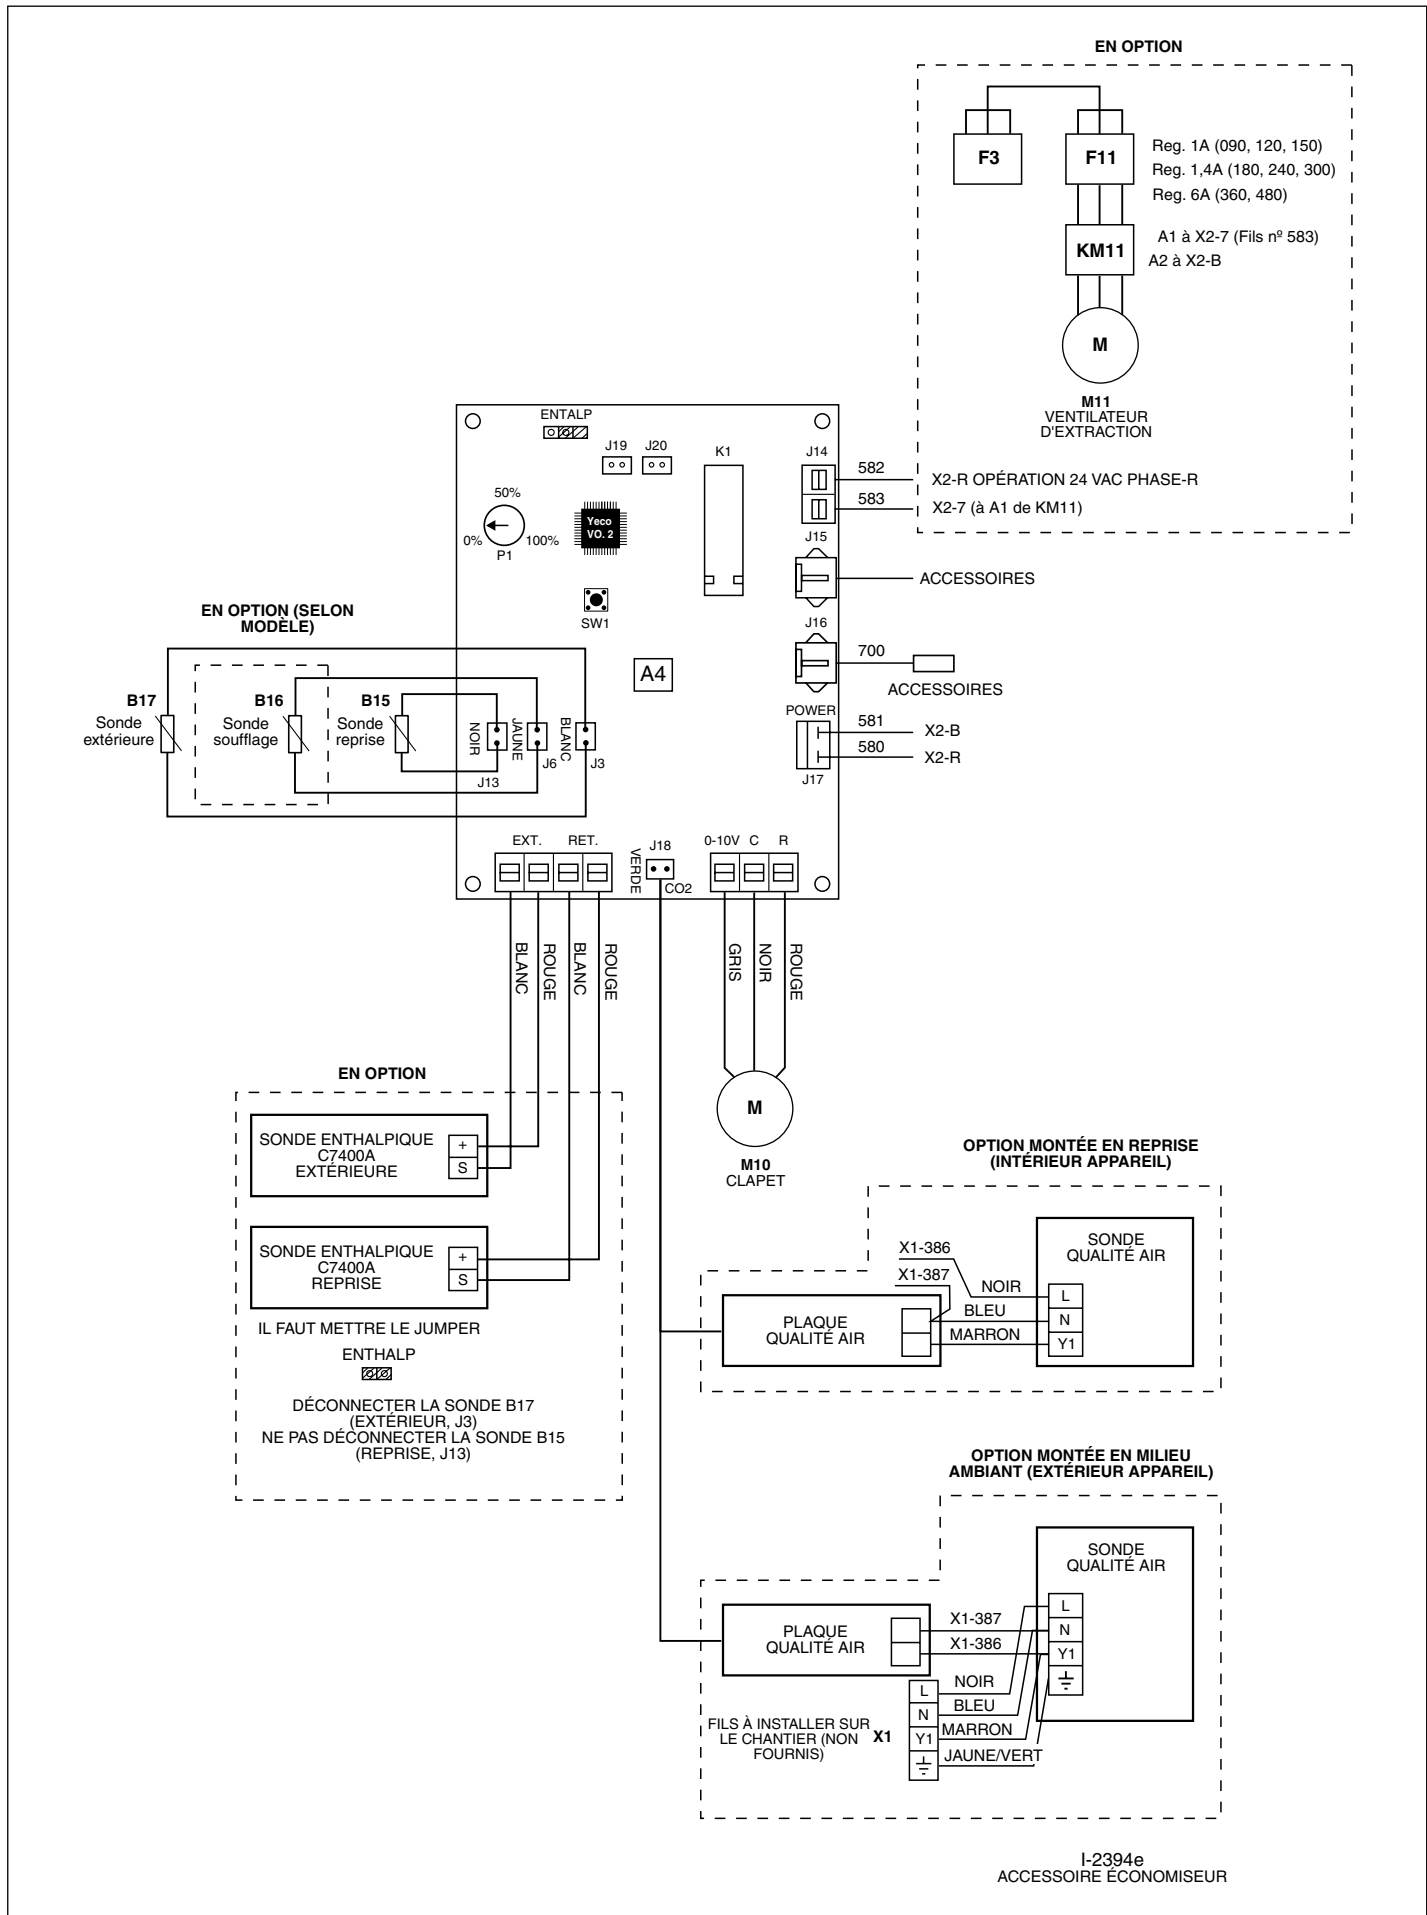 EN OPTION
F3
F11
Reg. 1A (090, 120, 150)
Reg. 1,4A (180, 240, 300)
Reg. 6A (360, 480)
KM11
A1 à X2-7 (Fils nº 583)
A2 à X2-B
M
M11
VENTILATEUR
D'EXTRACTION
ENTALP
J19
J20
K1
J14
582
X2-R OPÉRATION 24 VAC PHASE-R
583
X2-7 (à A1 de KM11)
50%
0%
100%
P1
Yeco
VO. 2
SW1
J15
ACCESSOIRES
J16
700
ACCESSOIRES
A4
EN OPTION (SELON
MODÈLE)
B17
Sonde
extérieure
B16
Sonde
soufflage
B15
Sonde
reprise
NOIR
J13
JAUNE
J6
BLANC
J3
POWER
581
X2-B
580
X2-R
J17
EXT.
RET.
VERDE
J18
CO2
0-10V
C
R
BLANC
ROUGE
BLANC
ROUGE
GRIS
NOIR
ROUGE
M
M10
CLAPET
EN OPTION
SONDE ENTHALPIQUE
C7400A
EXTÉRIEURE
+
S
SONDE ENTHALPIQUE
C7400A
REPRISE
+
S
IL FAUT METTRE LE JUMPER
ENTHALP
DÉCONNECTER LA SONDE B17
(EXTÉRIEUR, J3)
NE PAS DÉCONNECTER LA SONDE B15
(REPRISE, J13)
OPTION MONTÉE EN REPRISE
(INTÉRIEUR APPAREIL)
SONDE
QUALITÉ AIR
X1-386
X1-387
NOIR
L
BLEU
N
MARRON
Y1
PLAQUE
QUALITÉ AIR
OPTION MONTÉE EN MILIEU
AMBIANT (EXTÉRIEUR APPAREIL)
SONDE
QUALITÉ AIR
L
N
Y1
PLAQUE
QUALITÉ AIR
X1-387
X1-386
FILS À INSTALLER SUR
LE CHANTIER (NON
FOURNIS)
X1
L
NOIR
N
BLEU
Y1
MARRON
JAUNE/VERT
I-2394e
ACCESSOIRE ÉCONOMISEUR